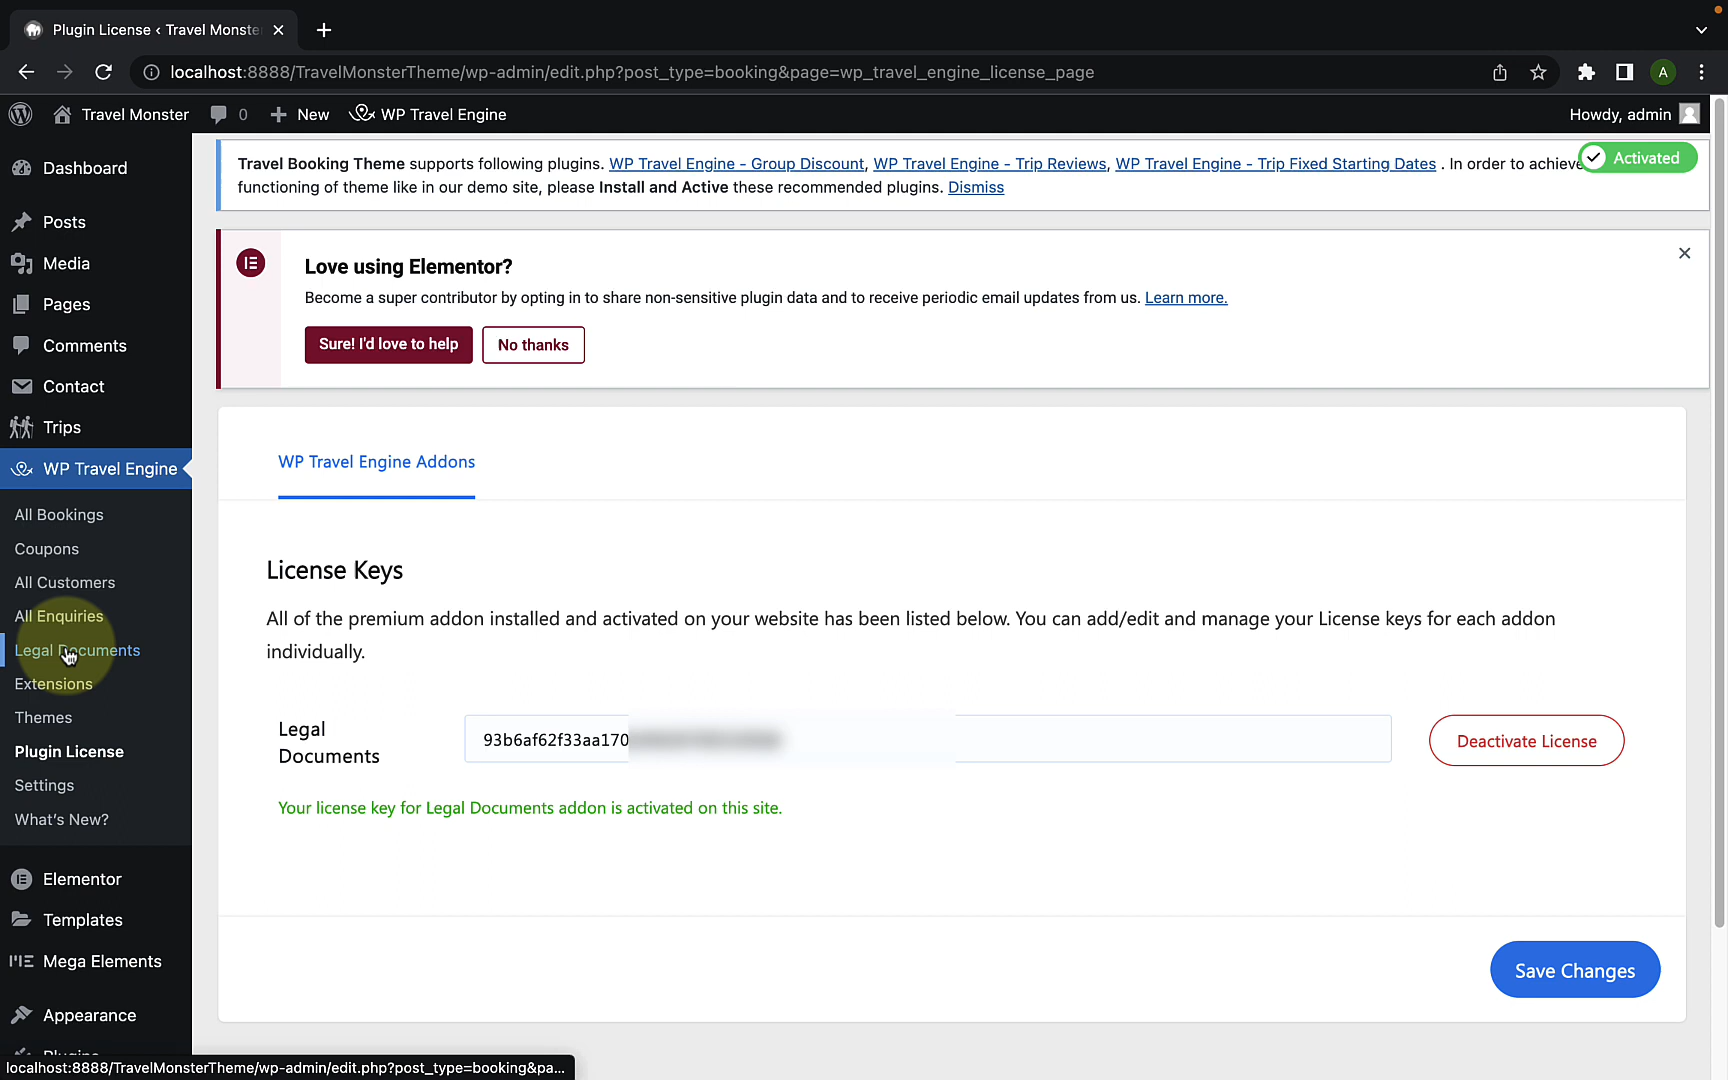 Plugin License ‹ Travel Monste
localhost:8888/TravelMonsterTheme/wp-admin/edit.php?post_type=booking&page=wp_travel_engine_license_page
A
Travel Monster
0
New
WP Travel Engine
Howdy, admin
Dashboard
Posts
Media
Pages
Comments
Contact
Trips
WP Travel Engine
All Bookings
Coupons
All Customers
All Enquiries
Legal Documents
Extensions
Themes
Plugin License
Settings
What's New?
Elementor
Templates
Mega Elements
Appearance
Plugins
Travel Booking Theme supports following plugins. WP Travel Engine - Group Discount, WP Travel Engine - Trip Reviews, WP Travel Engine - Trip Fixed Starting Dates . In order to achieve
functioning of theme like in our demo site, please Install and Active these recommended plugins. Dismiss
Activated
Love using Elementor?
Become a super contributor by opting in to share non-sensitive plugin data and to receive periodic email updates from us. Learn more.
Sure! I'd love to help
No thanks
WP Travel Engine Addons
License Keys
All of the premium addon installed and activated on your website has been listed below. You can add/edit and manage your License keys for each addon
individually.
Legal
Documents
93b6af62f33aa170
Deactivate License
Your license key for Legal Documents addon is activated on this site.
Save Changes
localhost:8888/TravelMonsterTheme/wp-admin/edit.php?post_type=booking&pa...